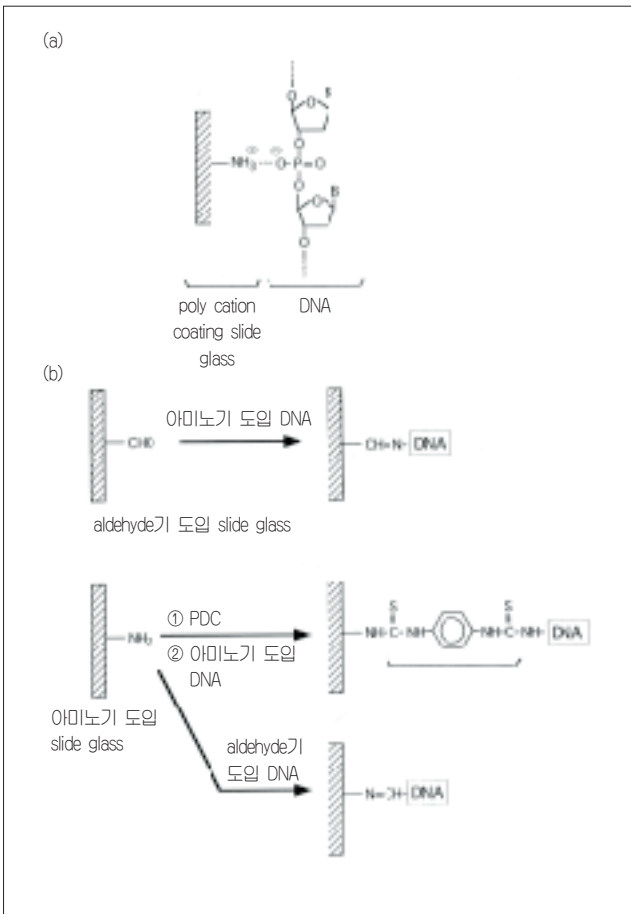 (a)
B
O
O
NH3 ⊕ ⊖ O-P=O
O
B
O
O
poly cation
coating slide
glass
DNA
(b)
CHO
아미노기 도입 DNA
CH=N- DNA
aldehyde기 도입 slide glass
NH2
① PDC
② 아미노기 도입
DNA
S S
NH-C-NH- -NH-C-NH- DNA
아미노기 도입
slide glass
aldehyde기
도입 DNA
N=CH- DNA